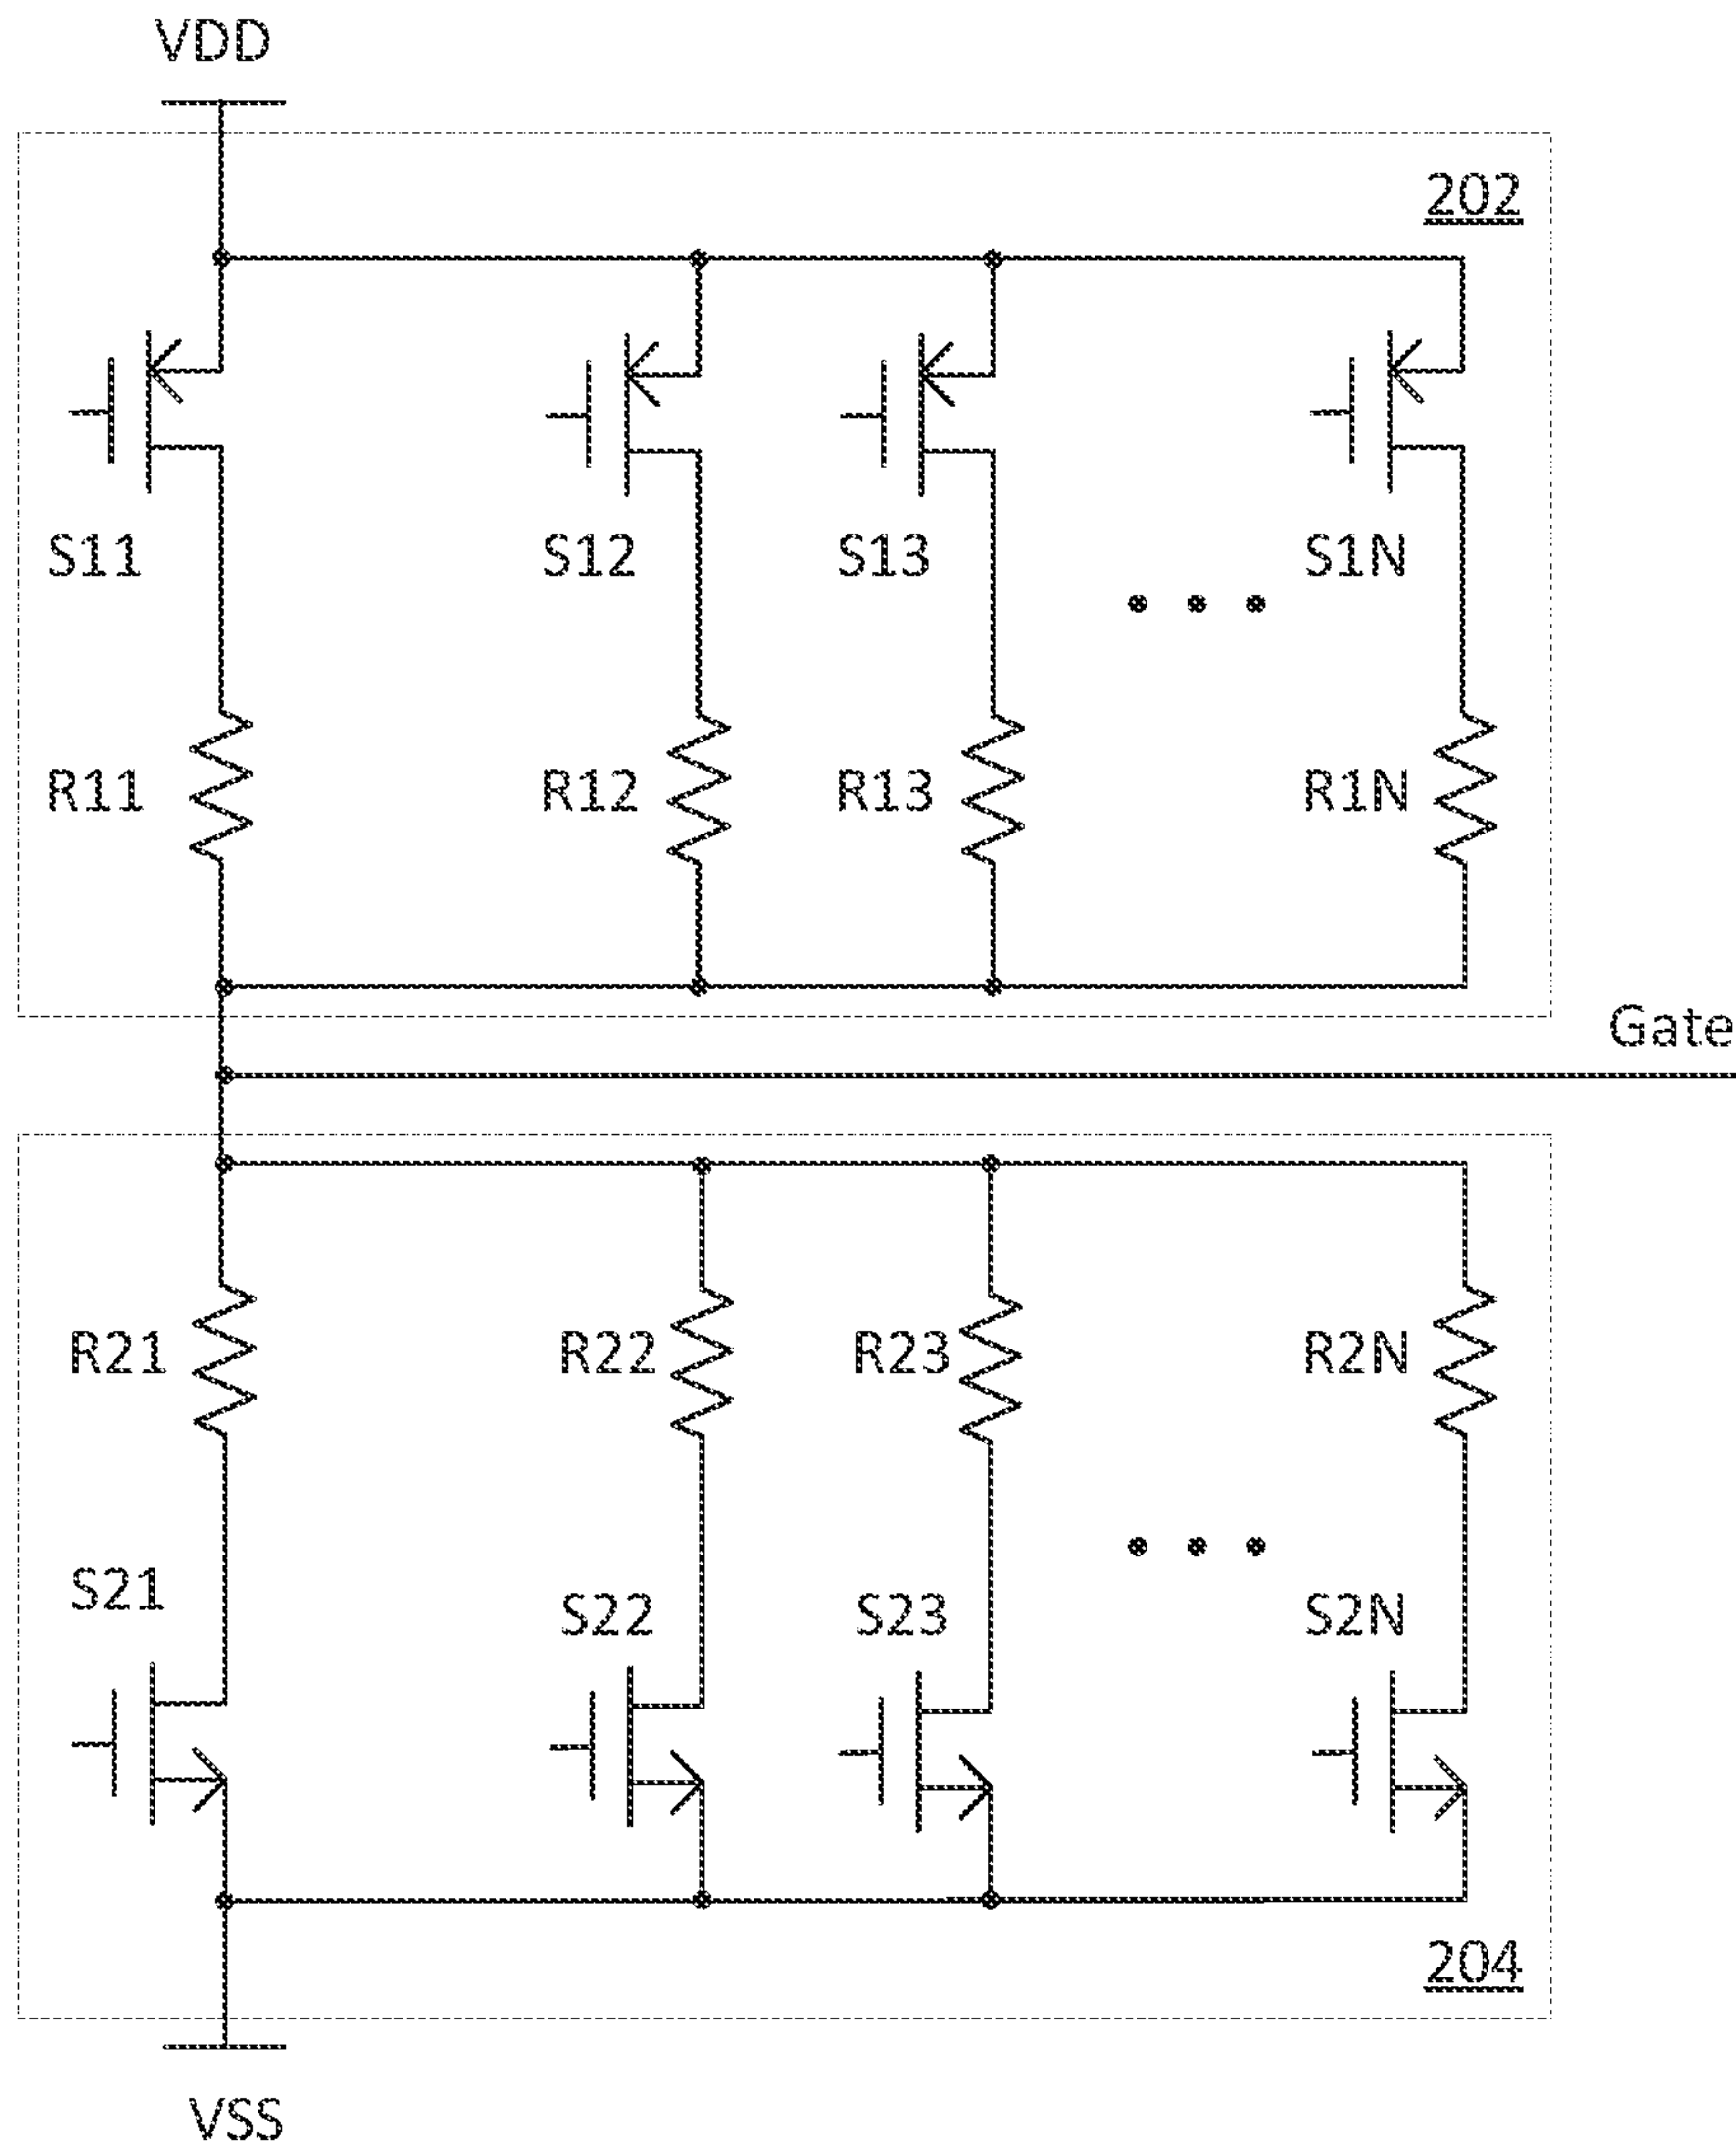 VDD
202
S11 S12 S13 S1N
R11 R12 R13 R1N
Gate
R21 R22 R23 R2N
S21 S22 S23 S2N
204
VSS